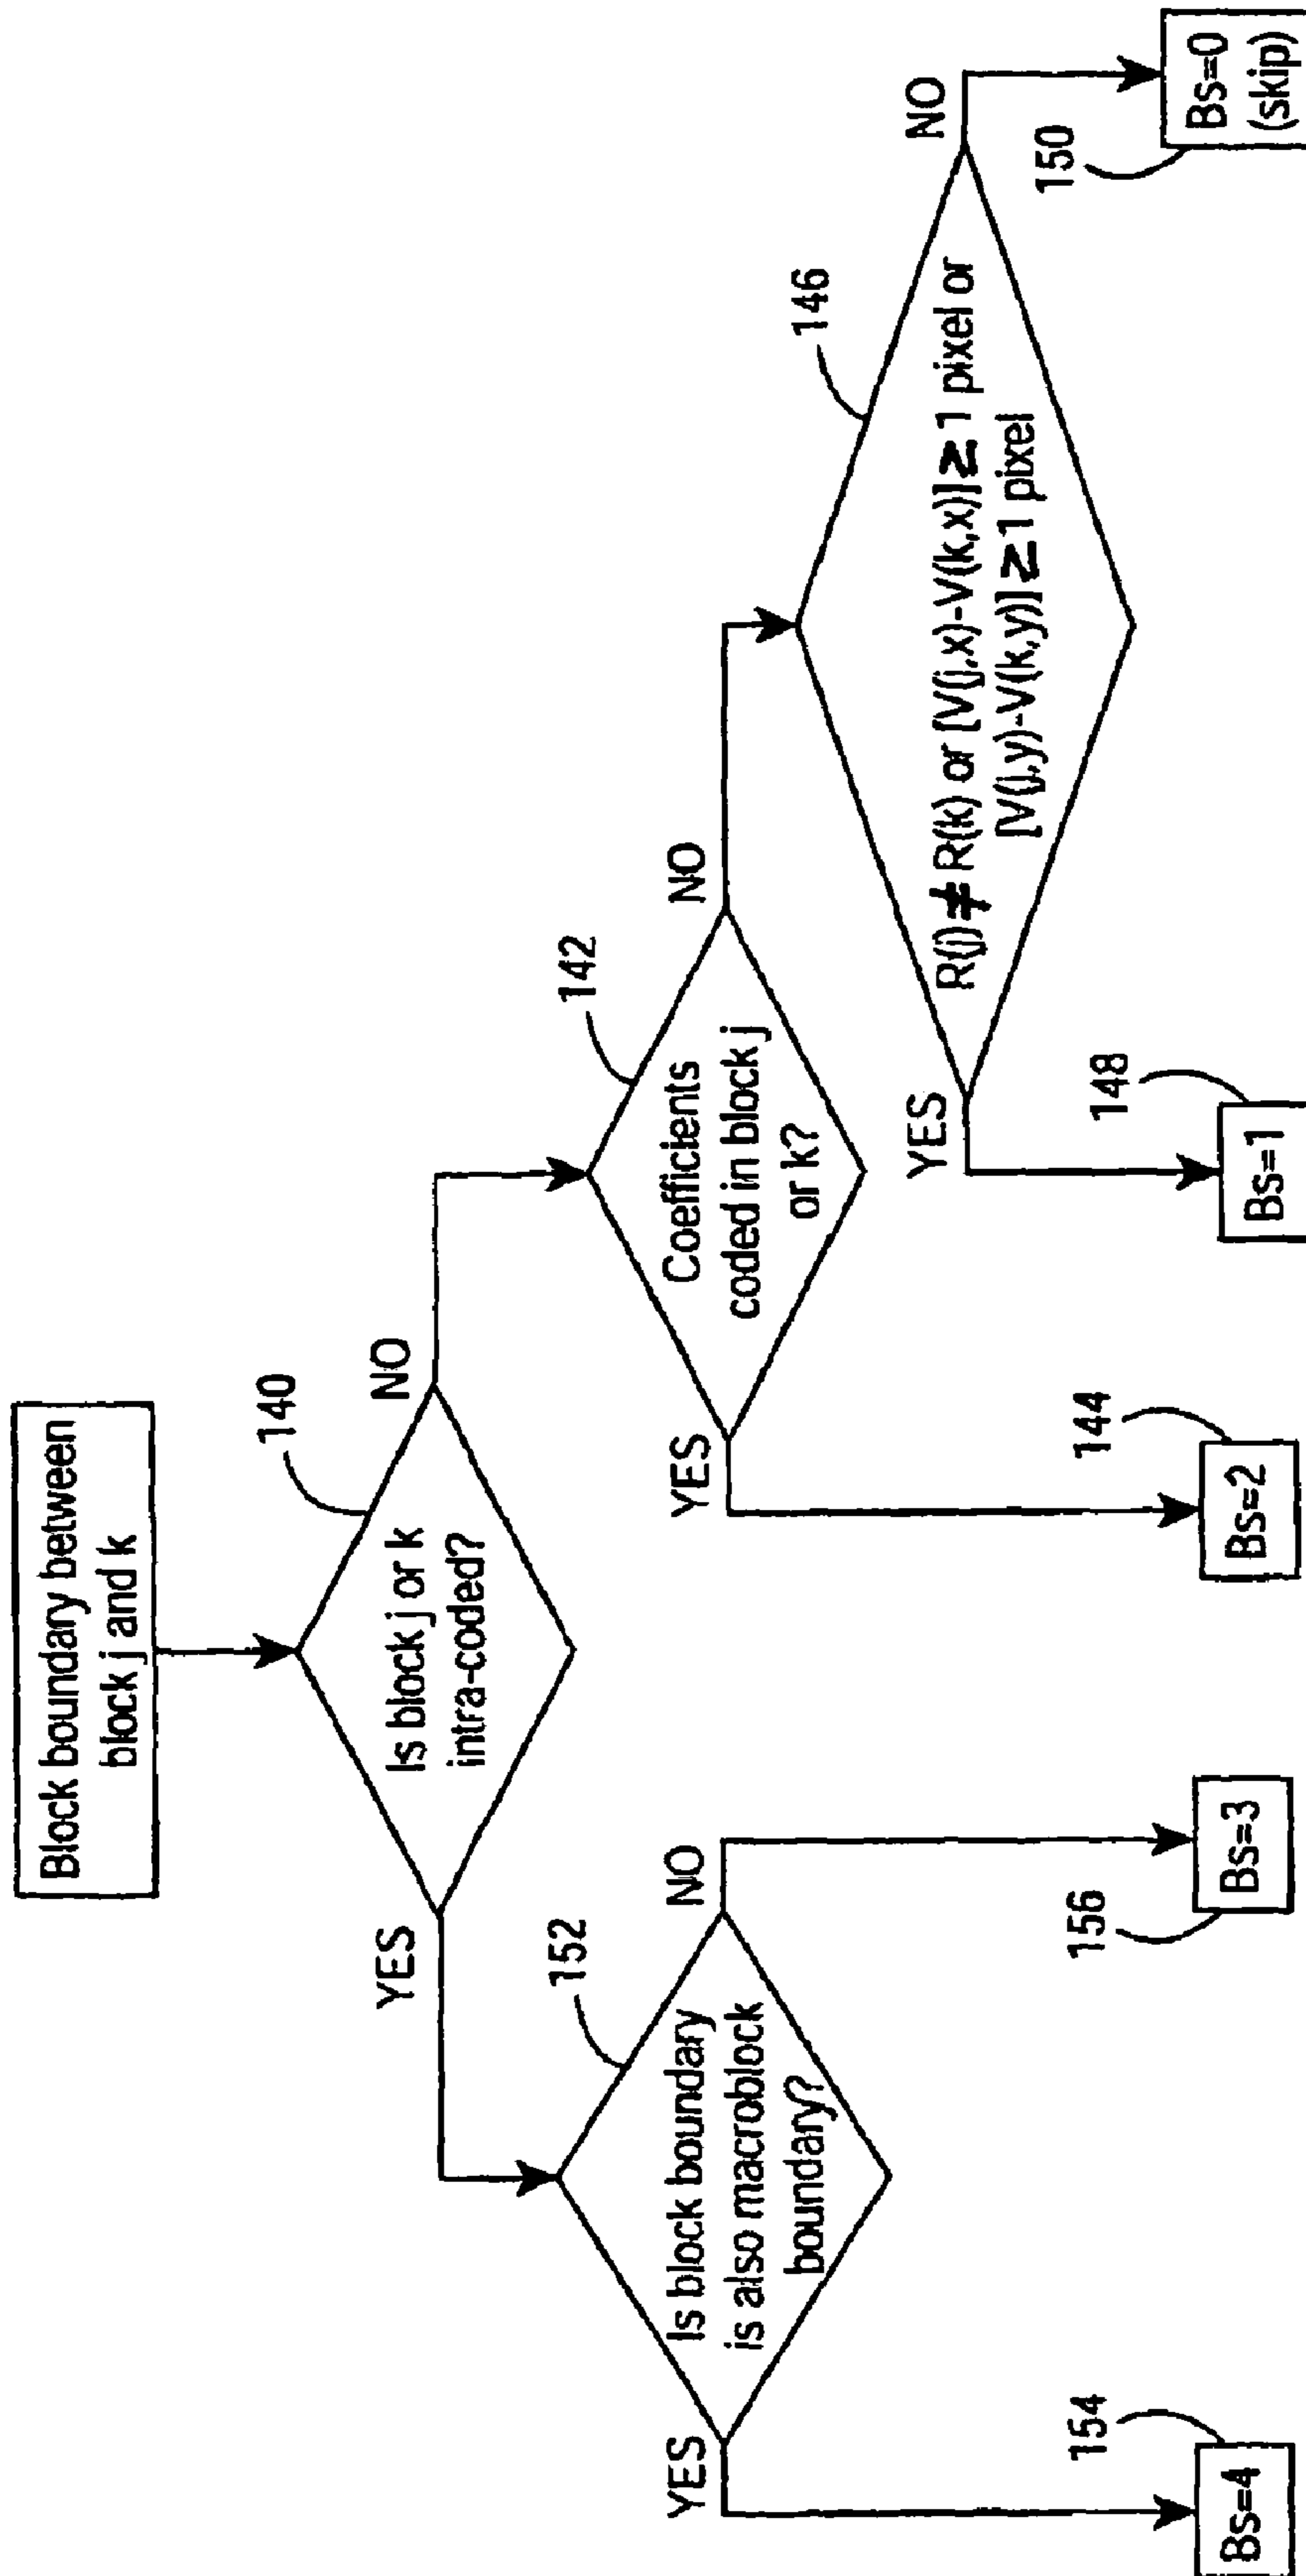 Block boundary between
block j and k
140
Is block j or k
intra-coded?
YES
NO
152
Is block boundary
is also macroblock
boundary?
YES
NO
142
Coefficients
coded in block j
or k?
YES
NO
146
R(j) ≠ R(k) or [V(j,x)-V(k,x)] ≥ 1 pixel or
[V(j,y)-V(k,y)] ≥ 1 pixel
YES
NO
154
Bs=4
156
Bs=3
144
Bs=2
148
Bs=1
150
Bs=0
(skip)